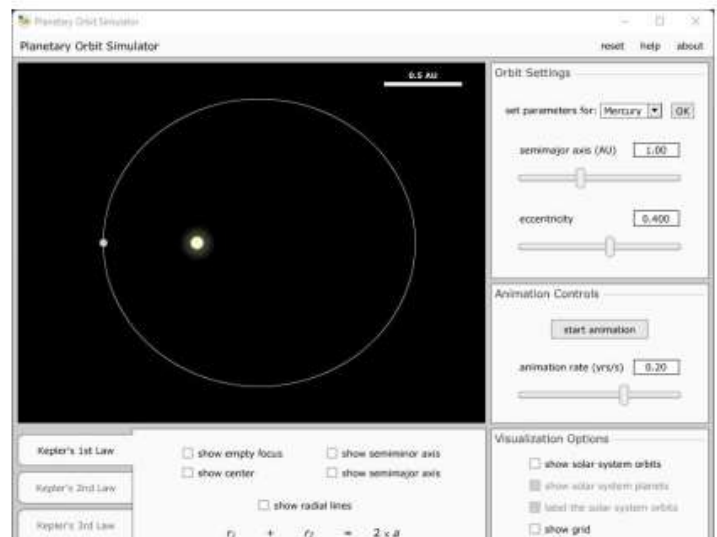 Planetary Orbit Simulator
Planetary Orbit Simulator
reset help about
0.5 AU
Orbit Settings
set parameters for: Mercury OK
semimajor axis (AU) 1.00
eccentricity 0.400
Animation Controls
start animation
animation rate (yrs/s) 0.20
Kepler's 1st Law
Kepler's 2nd Law
Kepler's 3rd Law
show empty focus
show semiminor axis
show center
show semimajor axis
show radial lines
r₁ + r₂ = 2 x a
Visualization Options
show solar system orbits
show solar system planets
label the solar system orbits
show grid